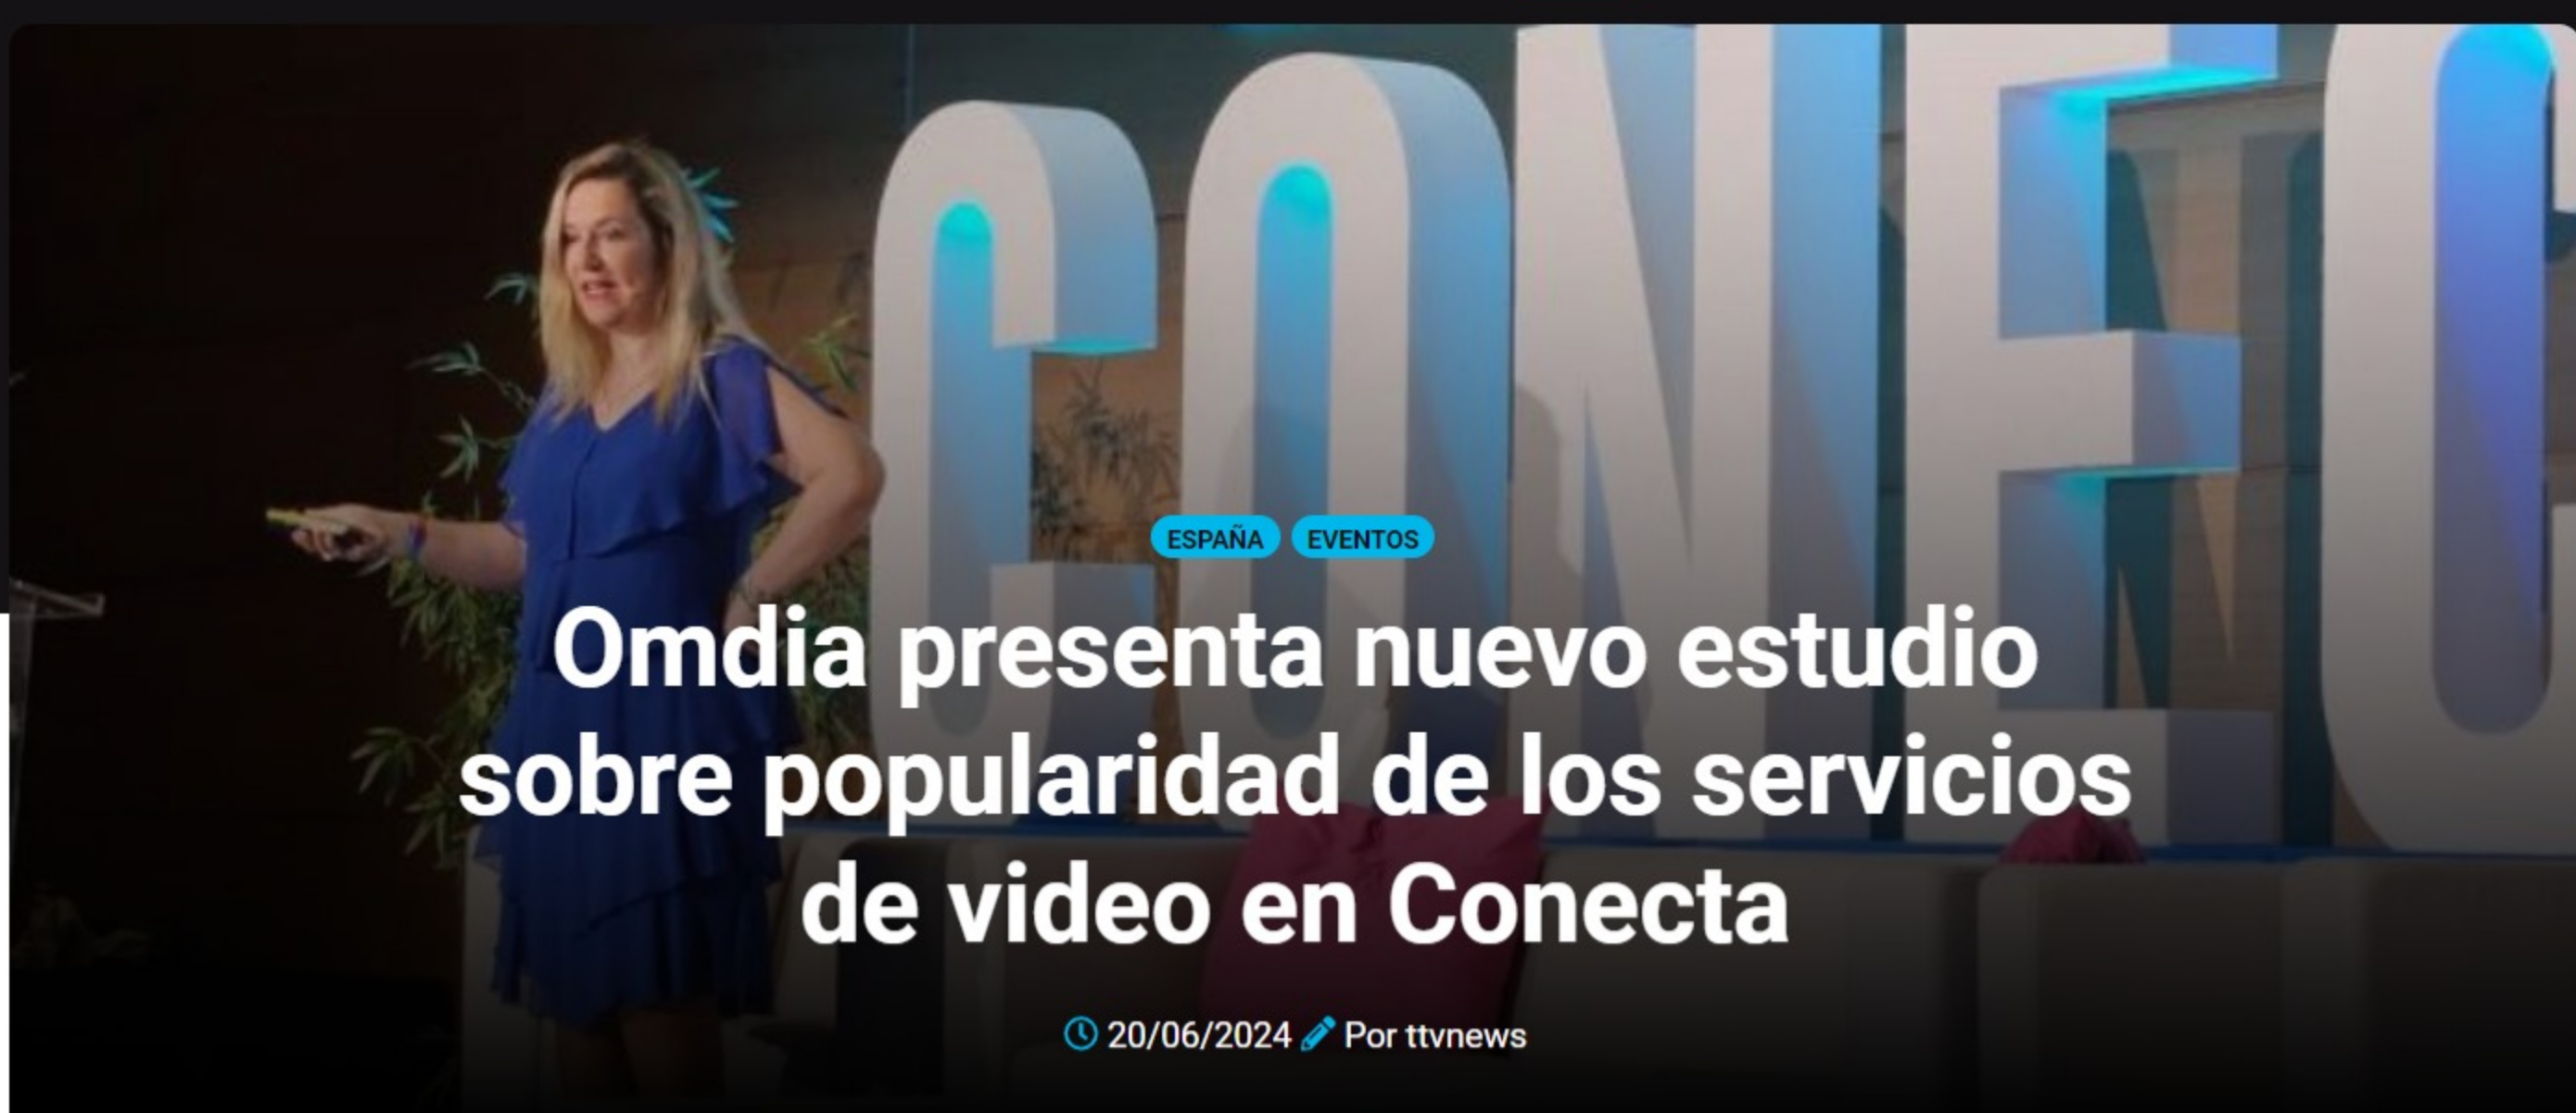 CONEC
ESPAÑA EVENTOS
Omdia presenta nuevo estudio
sobre popularidad de los servicios
de video en Conecta
20/06/2024 Por ttvnews